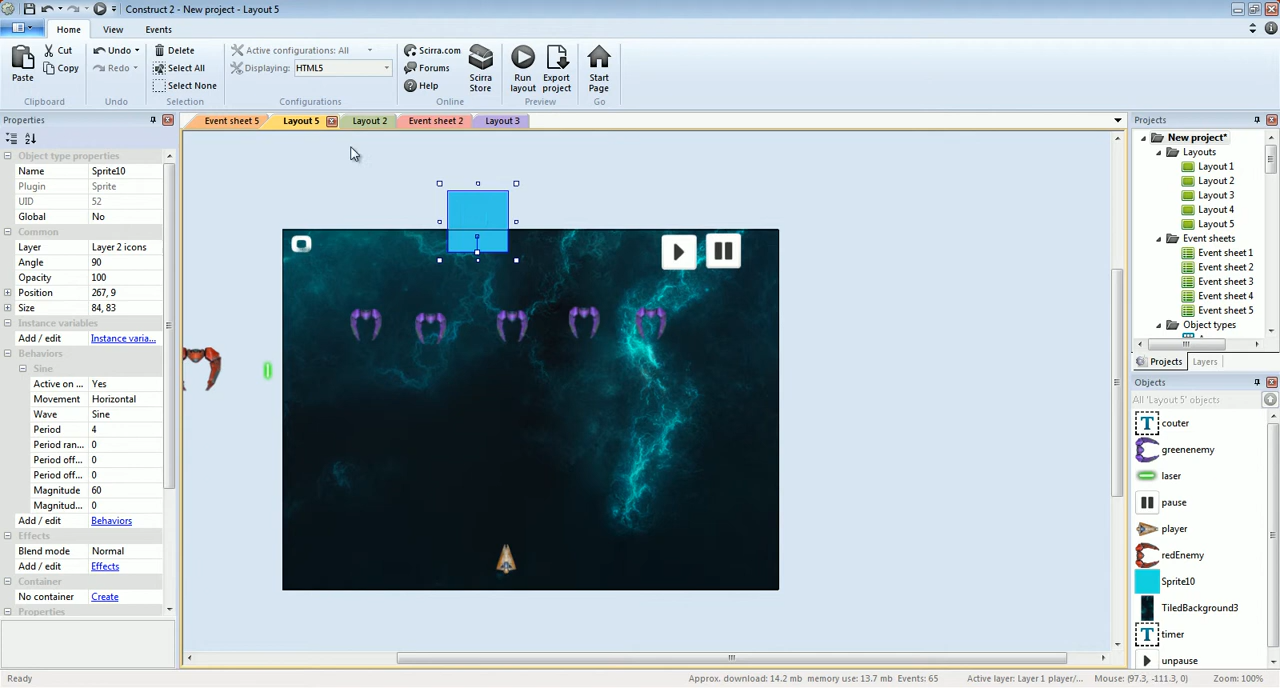 Construct 2 - New project - Layout 5
Home View Events
Paste Cut Copy
Clipboard
Undo Redo
Undo
Delete Select All Select None
Selection
Active configurations: All
Displaying: HTML5
Configurations
Scirra.com Forums Help
Scirra Store
Online
Run layout
Export project
Preview
Start Page
Go
Properties
Event sheet 5 Layout 5 Layout 2 Event sheet 2 Layout 3
Object type properties
Name Sprite10
Plugin Sprite
UID 52
Global No
Common
Layer Layer 2 icons
Angle 90
Opacity 100
Position 267, 9
Size 84, 83
Instance variables
Add / edit Instance varia...
Behaviors
Sine
Active on ... Yes
Movement Horizontal
Wave Sine
Period 4
Period ran... 0
Period off... 0
Period off... 0
Magnitude 60
Magnitud... 0
Add / edit Behaviors
Effects
Blend mode Normal
Add / edit Effects
Container
No container Create
Properties
Projects
New project*
Layouts
Layout 1
Layout 2
Layout 3
Layout 4
Layout 5
Event sheets
Event sheet 1
Event sheet 2
Event sheet 3
Event sheet 4
Event sheet 5
Object types
Projects Layers
Objects
All 'Layout 5' objects
couter
greenenemy
laser
pause
player
redEnemy
Sprite10
TiledBackground3
timer
unpause
Ready
Approx. download: 14.2 mb memory use: 13.7 mb Events: 65 Active layer: Layer 1 player/... Mouse: (97.3, -111.3, 0) Zoom: 100%